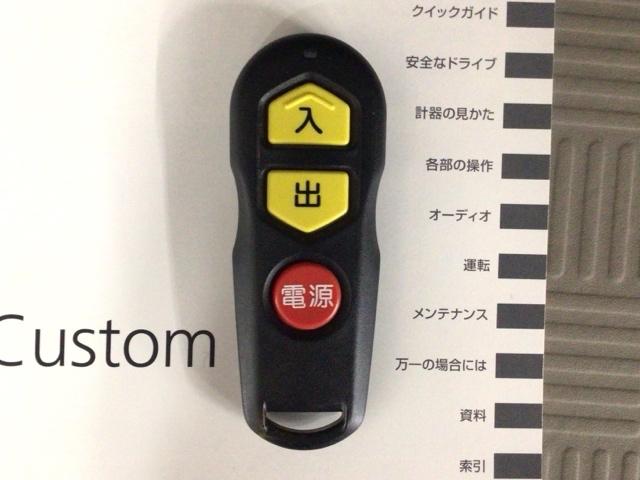 入
出
電源
Custom
クイックガイド
安全なドライブ
計器の見かた
各部の操作
オーディオ
運転
メンテナンス
万一の場合には
資料
索引